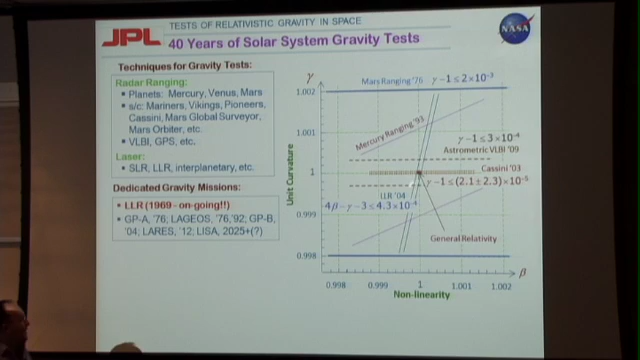 TESTS OF RELATIVISTIC GRAVITY IN SPACE
JPL
40 Years of Solar System Gravity Tests
NASA
Techniques for Gravity Tests:
Radar Ranging:
Planets: Mercury, Venus, Mars
s/c: Mariners, Vikings, Pioneers,
Cassini, Mars Global Surveyor,
Mars Orbiter, etc.
VLBI, GPS, etc.
Laser:
SLR, LLR, interplanetary, etc.
Dedicated Gravity Missions:
LLR (1969 - on-going!!)
GP-A, '76; LAGEOS, '76,'92; GP-B,
'04; LARES, '12; LISA, 2025+(?)
γ
Mars Ranging '76 γ − 1 ≤ 2×10⁻³
1.002
Mercury Ranging '93
1.001
γ − 1 ≤ 3×10⁻⁴
Astrometric VLBI '09
Unit Curvature
1
Cassini '03
γ − 1 ≤ (2.1 ± 2.3)×10⁻⁵
LLR '04
4β − γ − 3 ≤ 4.3×10⁻⁴
0.999
General Relativity
0.998
β
0.998 0.999 1 1.001 1.002
Non-linearity